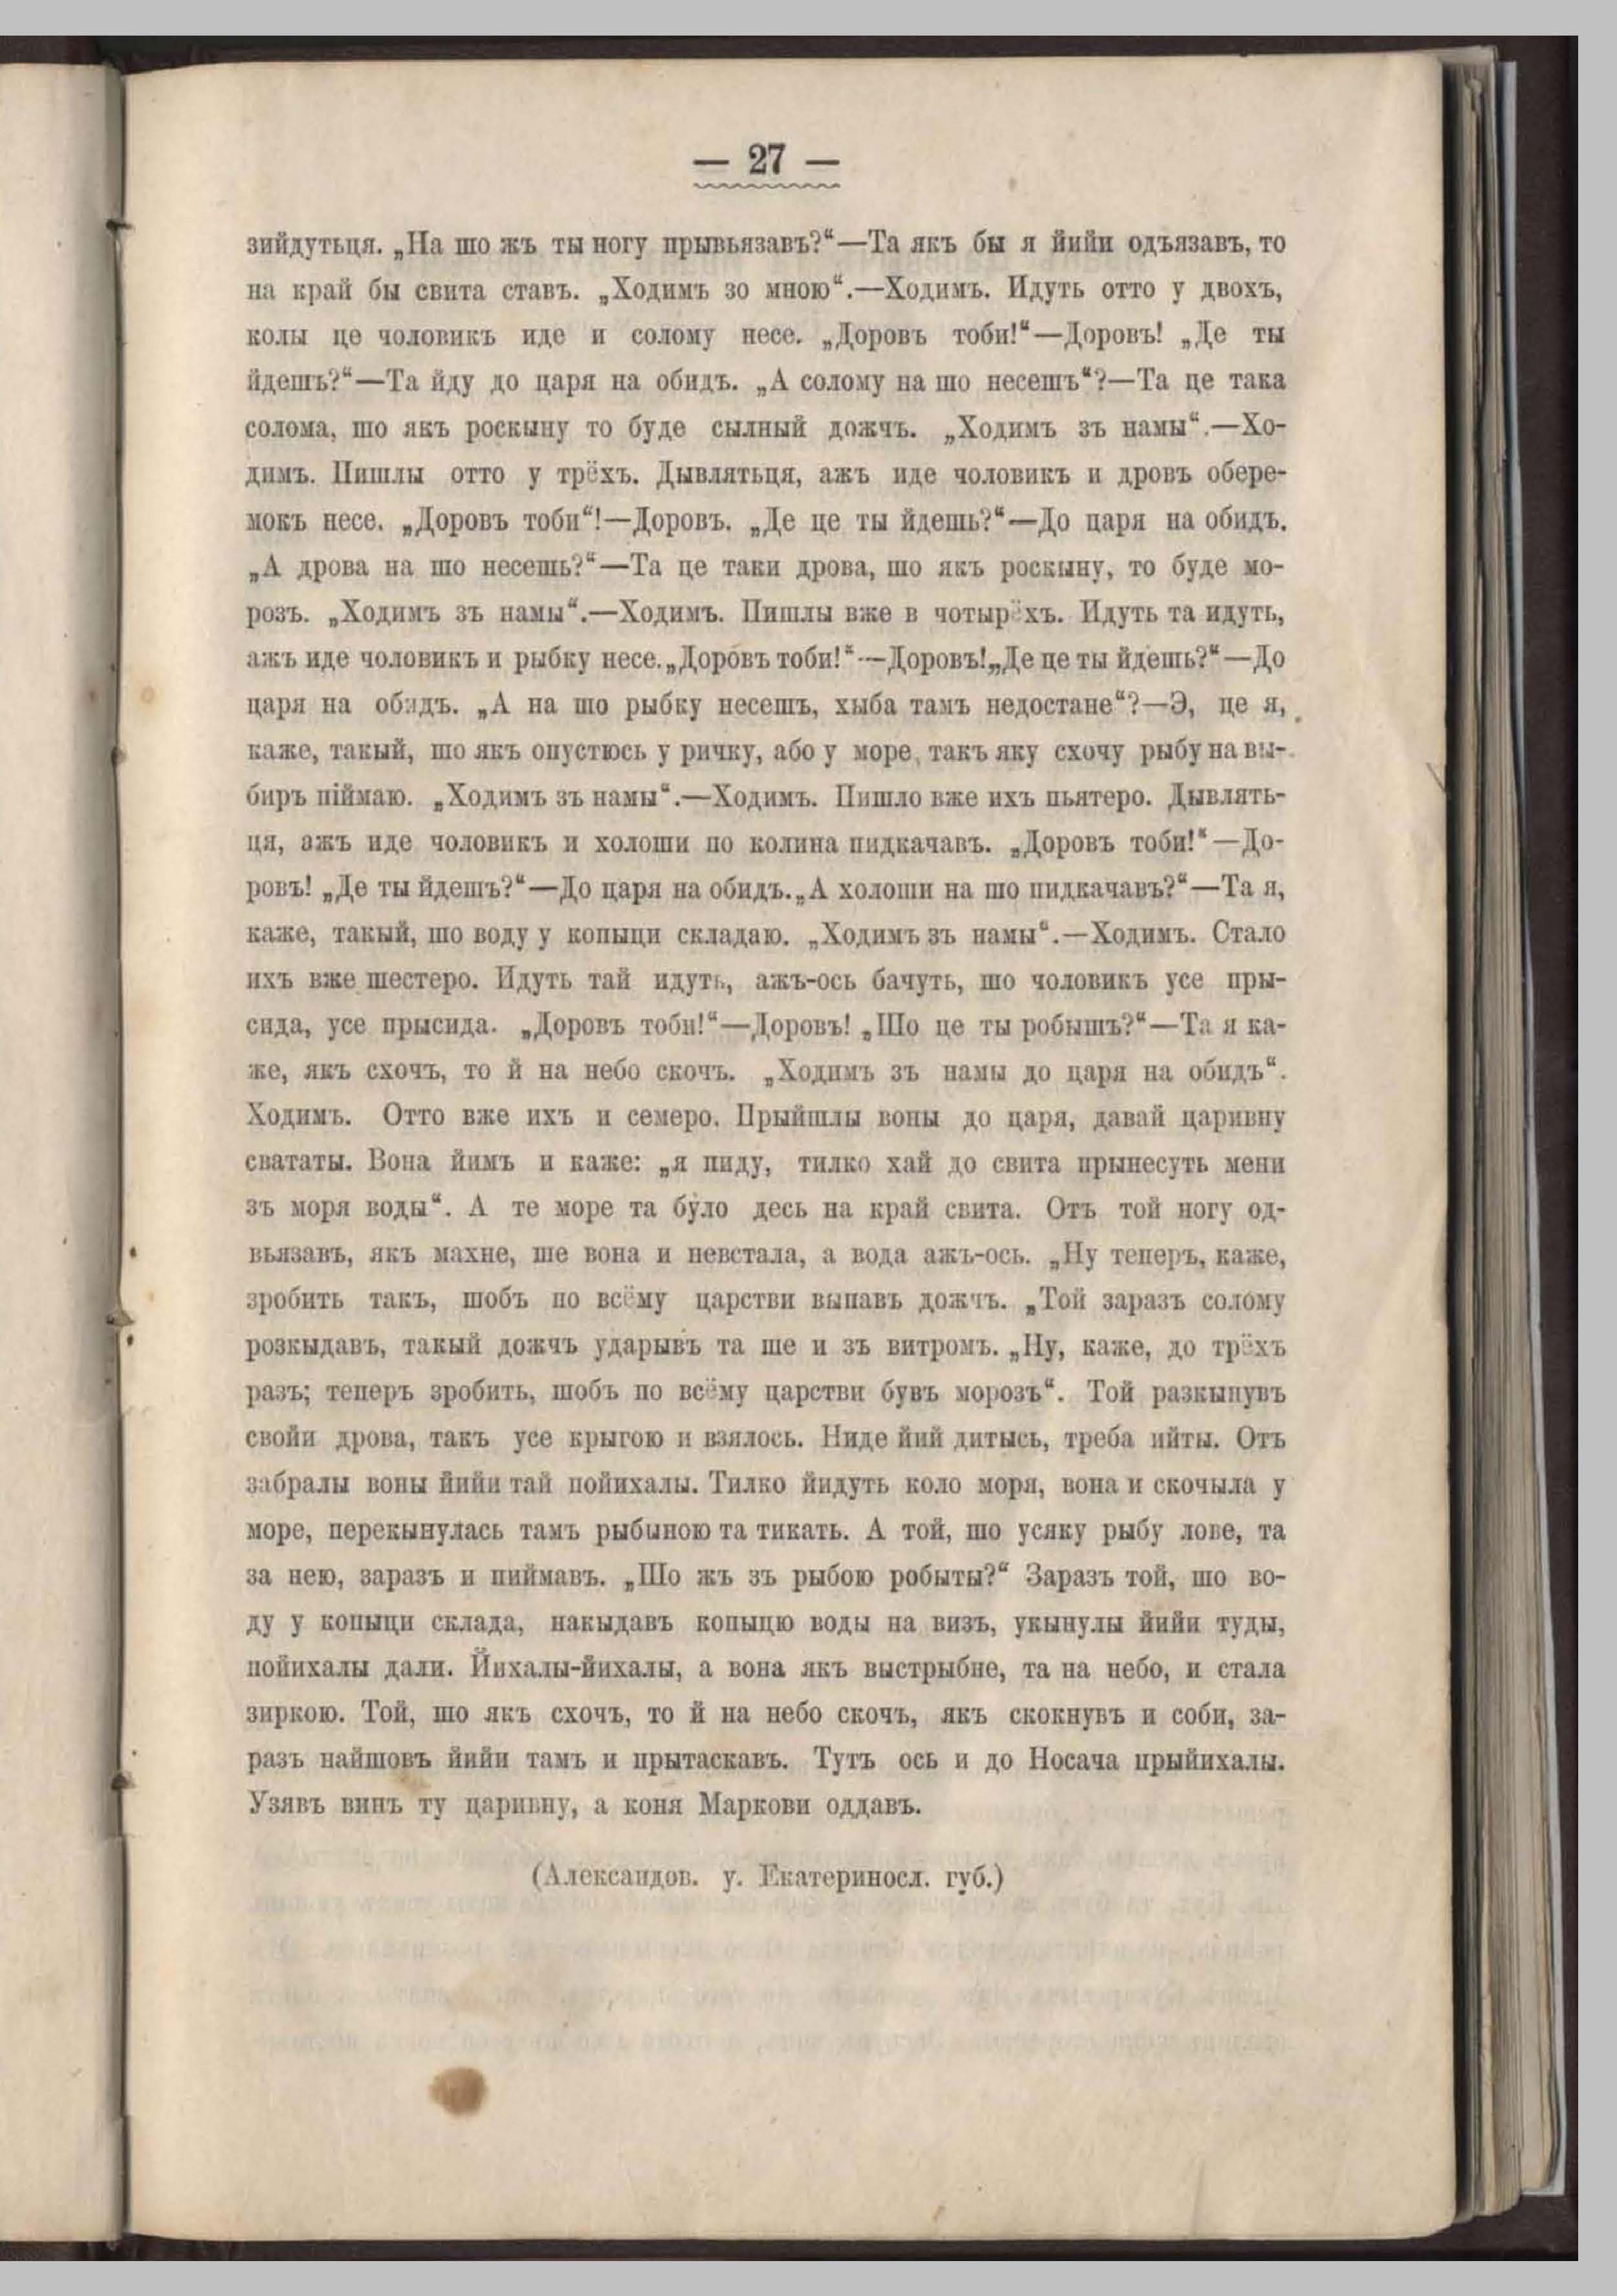 — 27 —
зийдутьця. „На шо жъ ты ногу прывьязавъ?“—Та якъ бы я йийи одъязавъ, то
на край бы свита ставъ. „Ходимъ зо мною“.—Ходимъ. Идуть отто у двохъ,
колы це чоловикъ иде и солому несе. „Доровъ тоби!“—Доровъ! „Де ты
йдешъ?“—Та йду до царя на обидъ. „А солому на шо несешъ“?—Та це така
солома, шо якъ роскыну то буде сылный дожчъ. „Ходимъ зъ намы“.—Хо-
димъ. Пишлы отто у трёхъ. Дывлятьця, ажъ иде чоловикъ и дровъ обере-
мокъ несе. „Доровъ тоби“!—Доровъ. „Де це ты йдешь?“—До царя на обидъ.
„А дрова на шо несешь?“—Та це таки дрова, шо якъ роскыну, то буде мо-
розъ. „Ходимъ зъ намы“.—Ходимъ. Пишлы вже в чотырёхъ. Идуть та идуть,
ажъ иде чоловикъ и рыбку несе. „Доровъ тоби!“—Доровъ! „Де це ты йдешь?“—До
царя на обидъ. „А на шо рыбку несешъ, хыба тамъ недостане“?—Э, це я,
каже, такый, шо якъ опустюсь у ричку, або у море, такъ яку схочу рыбу на вы-
биръ піймаю. „Ходимъ зъ намы“.—Ходимъ. Пишло вже ихъ пьятеро. Дывлять-
ця, ажъ иде чоловикъ и холоши по колина пидкачавъ. „Доровъ тоби!“—До-
ровъ! „Де ты йдешъ?“—До царя на обидъ. „А холоши на шо пидкачавъ?“—Та я,
каже, такый, шо воду у копыци складаю. „Ходимъ зъ намы“.—Ходимъ. Стало
ихъ вже шестеро. Идуть тай идуть, ажъ-ось бачуть, шо чоловикъ усе пры-
сида, усе прысида. „Доровъ тоби!“—Доровъ! „Шо це ты робышъ?“—Та я ка-
же, якъ схочъ, то й на небо скочъ. „Ходимъ зъ намы до царя на обидъ“.
Ходимъ. Отто вже ихъ и семеро. Прыйшлы воны до царя, давай царивну
свататы. Вона йимъ и каже: „я пиду, тилко хай до свита прынесуть мени
зъ моря воды“. А те море та було десь на край свита. Отъ той ногу од-
вьязавъ, якъ махне, ше вона и невстала, а вода ажъ-ось. „Ну теперъ, каже,
зробить такъ, шобъ по всёму царстви выпавъ дожчъ. „Той заразъ солому
розкыдавъ, такый дожчъ ударывъ та ше и зъ витромъ. „Ну, каже, до трёхъ
разъ; теперъ зробить, шобъ по всёму царстви бувъ морозъ“. Той разкынувъ
свойи дрова, такъ усе крыгою и взялось. Ниде йий дитысь, треба ийты. Отъ
забралы воны йийи тай пойихалы. Тилко йидуть коло моря, вона и скочыла у
море, перекынулась тамъ рыбыною та тикать. А той, шо усяку рыбу лове, та
за нею, заразъ и пиймавъ. „Шо жъ зъ рыбою робыты?“ Заразъ той, шо во-
ду у копыци склада, накыдавъ копыцю воды на визъ, укынулы йийи туды,
пойихалы дали. Йихалы-йихалы, а вона якъ выстрыбне, та на небо, и стала
зиркою. Той, шо якъ схочъ, то й на небо скочъ, якъ скокнувъ и соби, за-
разъ найшовъ йийи тамъ и прытаскавъ. Тутъ ось и до Носача прыйихалы.
Узявъ винъ ту царивну, а коня Маркови оддавъ.
(Александов. у. Екатериносл. губ.)